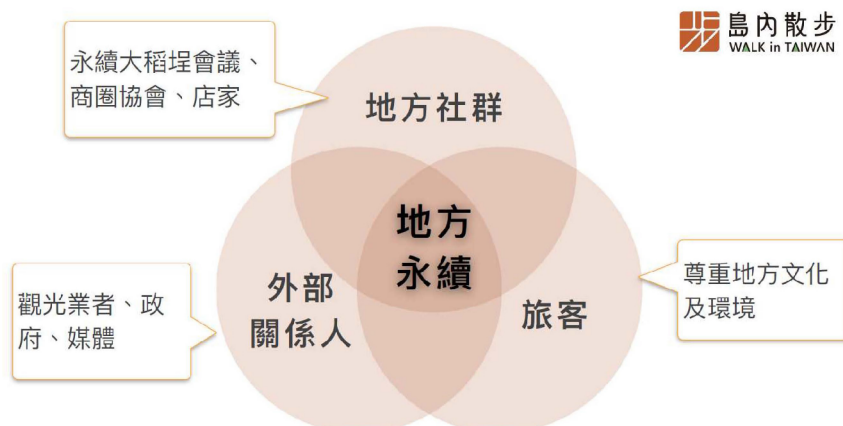 島內散步
WALK in TAIWAN
永續大稻埕會議、
商圈協會、店家
地方社群
地方
永續
外部
關係人
旅客
觀光業者、政
府、媒體
尊重地方文化
及環境